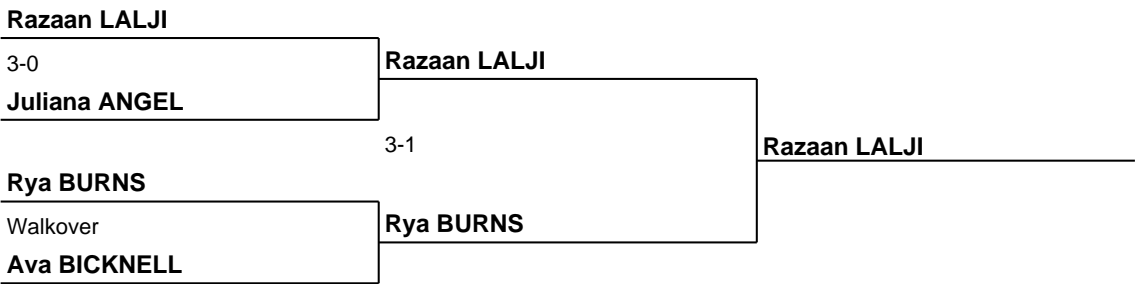 Razaan LALJI
3-0
Juliana ANGEL
Razaan LALJI
3-1
Razaan LALJI
Rya BURNS
Walkover
Ava BICKNELL
Rya BURNS